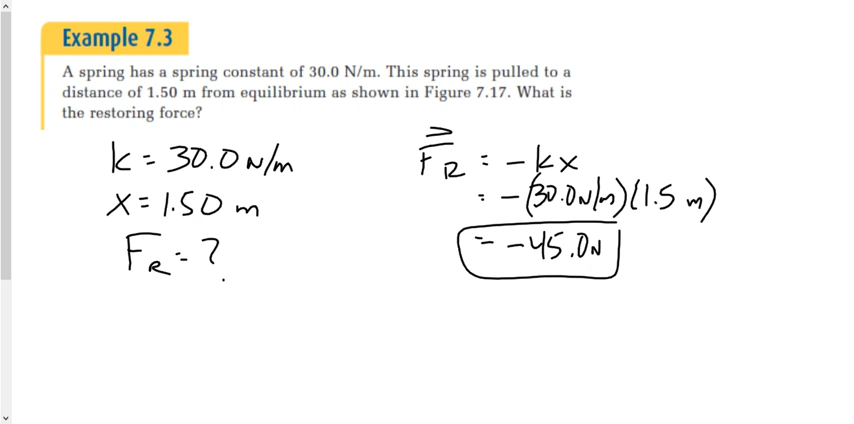 Example 7.3
A spring has a spring constant of 30.0 N/m. This spring is pulled to a
distance of 1.50 m from equilibrium as shown in Figure 7.17. What is
the restoring force?
k = 30.0 N/m
x = 1.50 m
F_R = ?
F⃗_R = -kx
= -(30.0 N/m)(1.5 m)
= -45.0 N